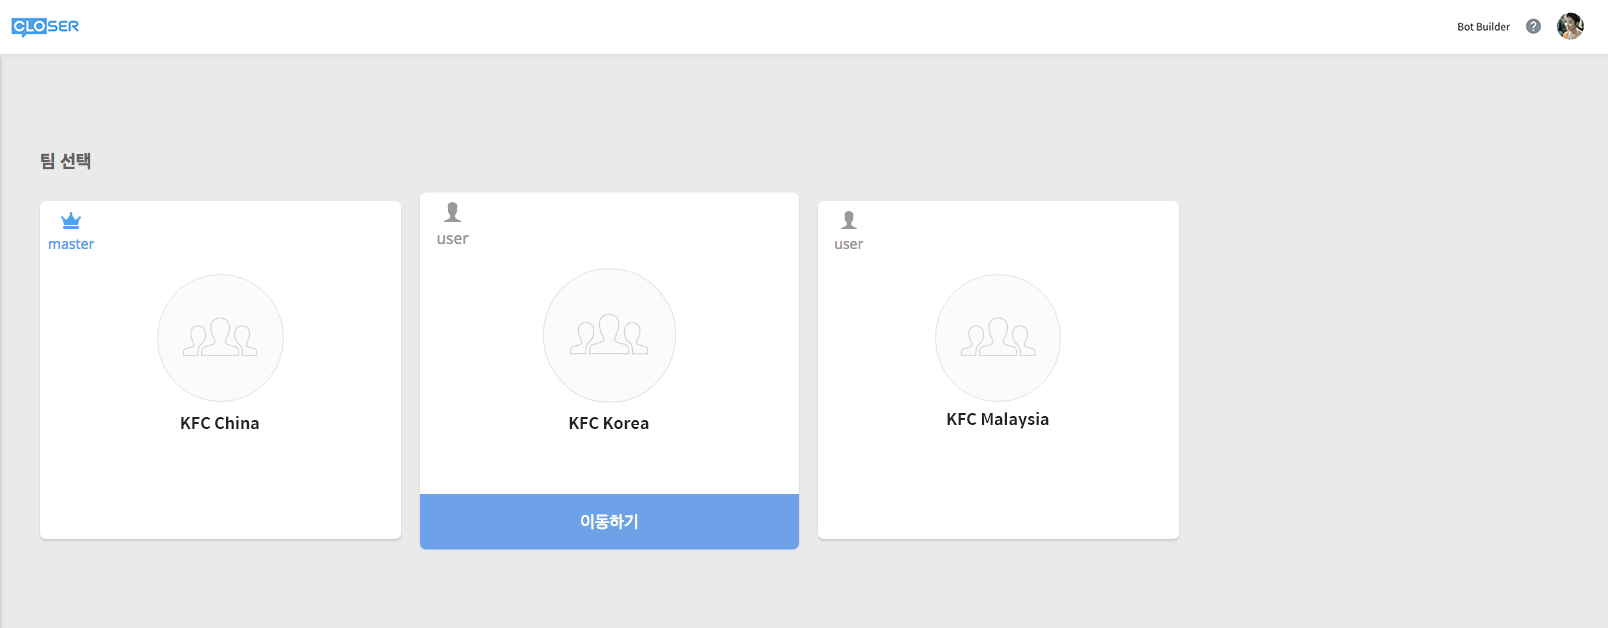 CLOSER
Bot Builder
?
팀 선택
master
KFC China
user
KFC Korea
이동하기
user
KFC Malaysia